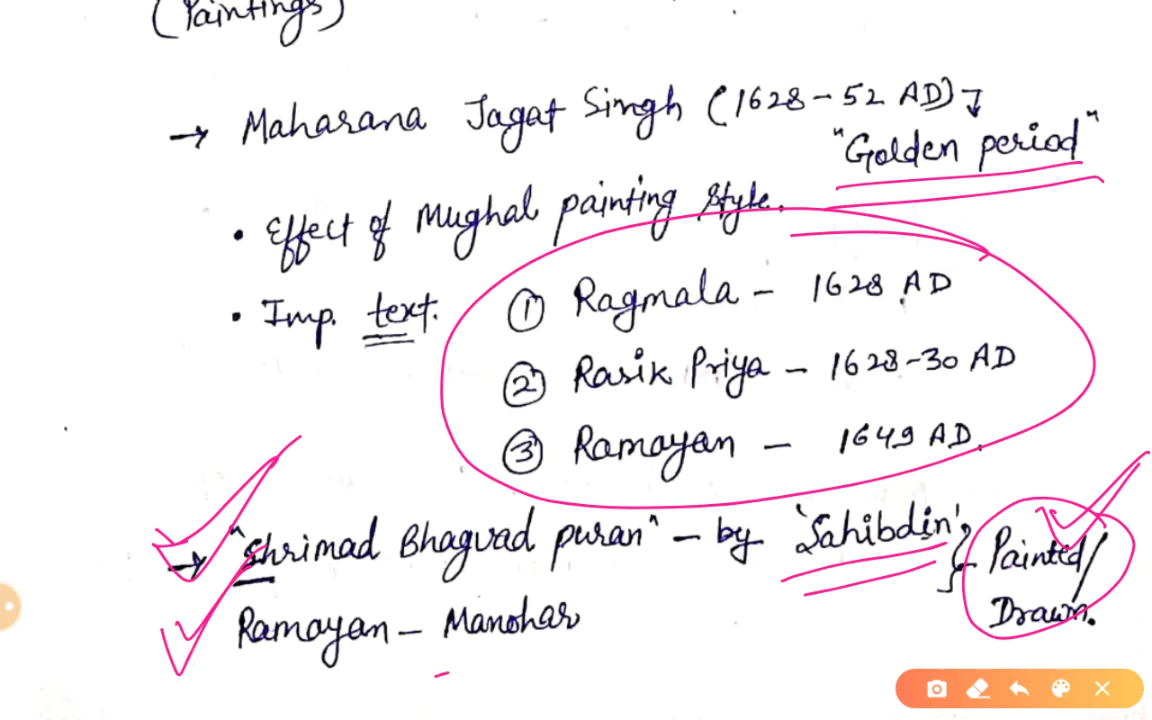 (Paintings)
→ Maharana Jagat Singh (1628-52 AD)↴
"Golden period"
• Effect of Mughal painting style.
• Imp. text. ① Ragmala - 1628 AD
② Rasik Priya - 1628-30 AD
③ Ramayan - 1649 AD.
→ "Shrimad Bhagvad puran" - by 'Sahibdin' } Painted/
Ramayan - Manohar Drawn.